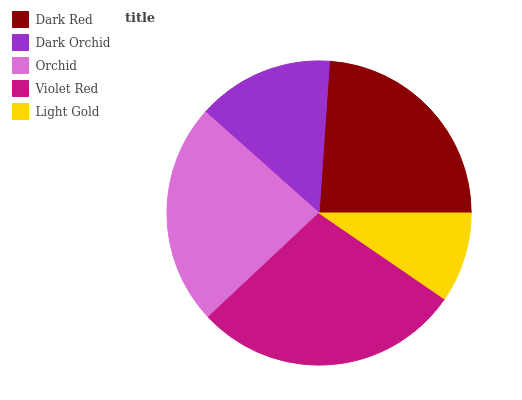 title
Dark Red
Dark Orchid
Orchid
Violet Red
Light Gold